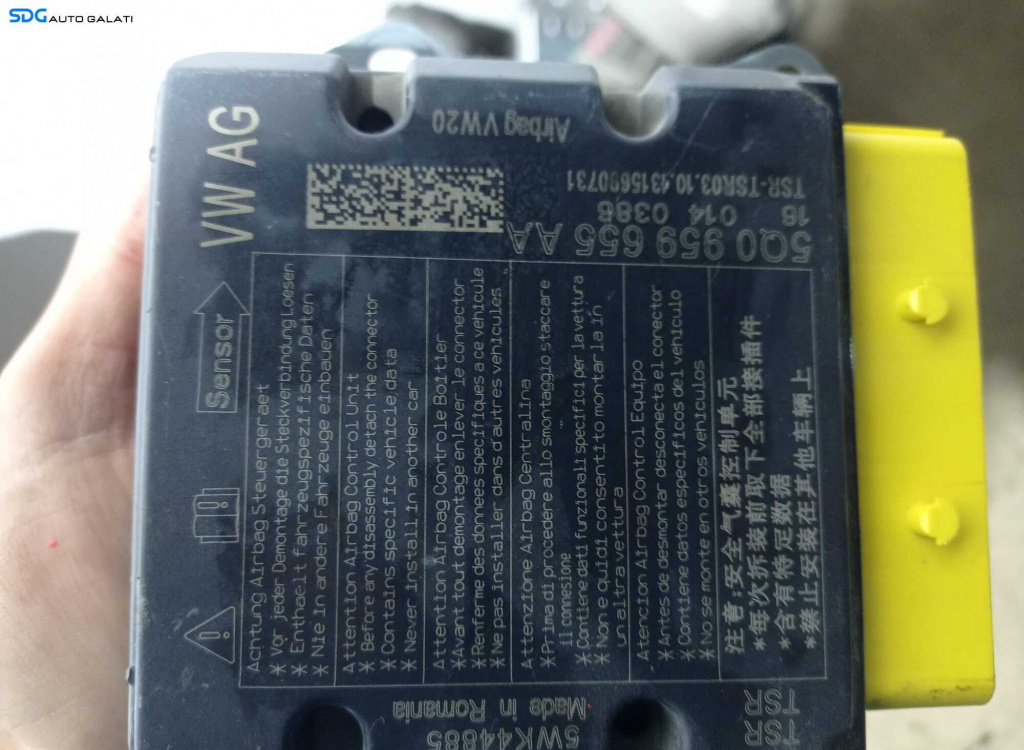 SDG AUTO GALATI
VW AG
Airbag VW20
TSR-TSR03.10.4315690731
16 014 0386
5Q0 959 655 AA
Sensor
Achtung Airbag Steuergeraet
* Vor jeder Demontage die Steckverbindung Loesen
* Enthaelt fahrzeugspezifische Daten
* Nie in andere Fahrzeuge einbauen
Attention Airbag Control Unit
* Before any disassembly detach the connector
* Contains specific vehicle data
* Never install in another car
Attention Airbag Controle Boitier
*Avant tout demontage enlever le connector
*Renferme des donnees specifiques a ce vehicule
*Ne pas installer dans d'autres vehicules.
Attenzione Airbag Centralina
*Prima di procedere allo smontaggio staccare
il connesione
*Contiene dati funzionali specifici per la vettura
* Non e quidi consentito montarla in
un altra vettura
Atencion Airbag Control Equipo
* Antes de desmontar desconecta el conector
* Contiene datos especificos del vehiculo
*No se monte en otros vehiculos
注意:安全气囊控制单元
*每次拆装前取下全部接插件
*含有特定数据
*禁止安装在其他车辆上
TSR
TSR
Made in Romania
5WK44885